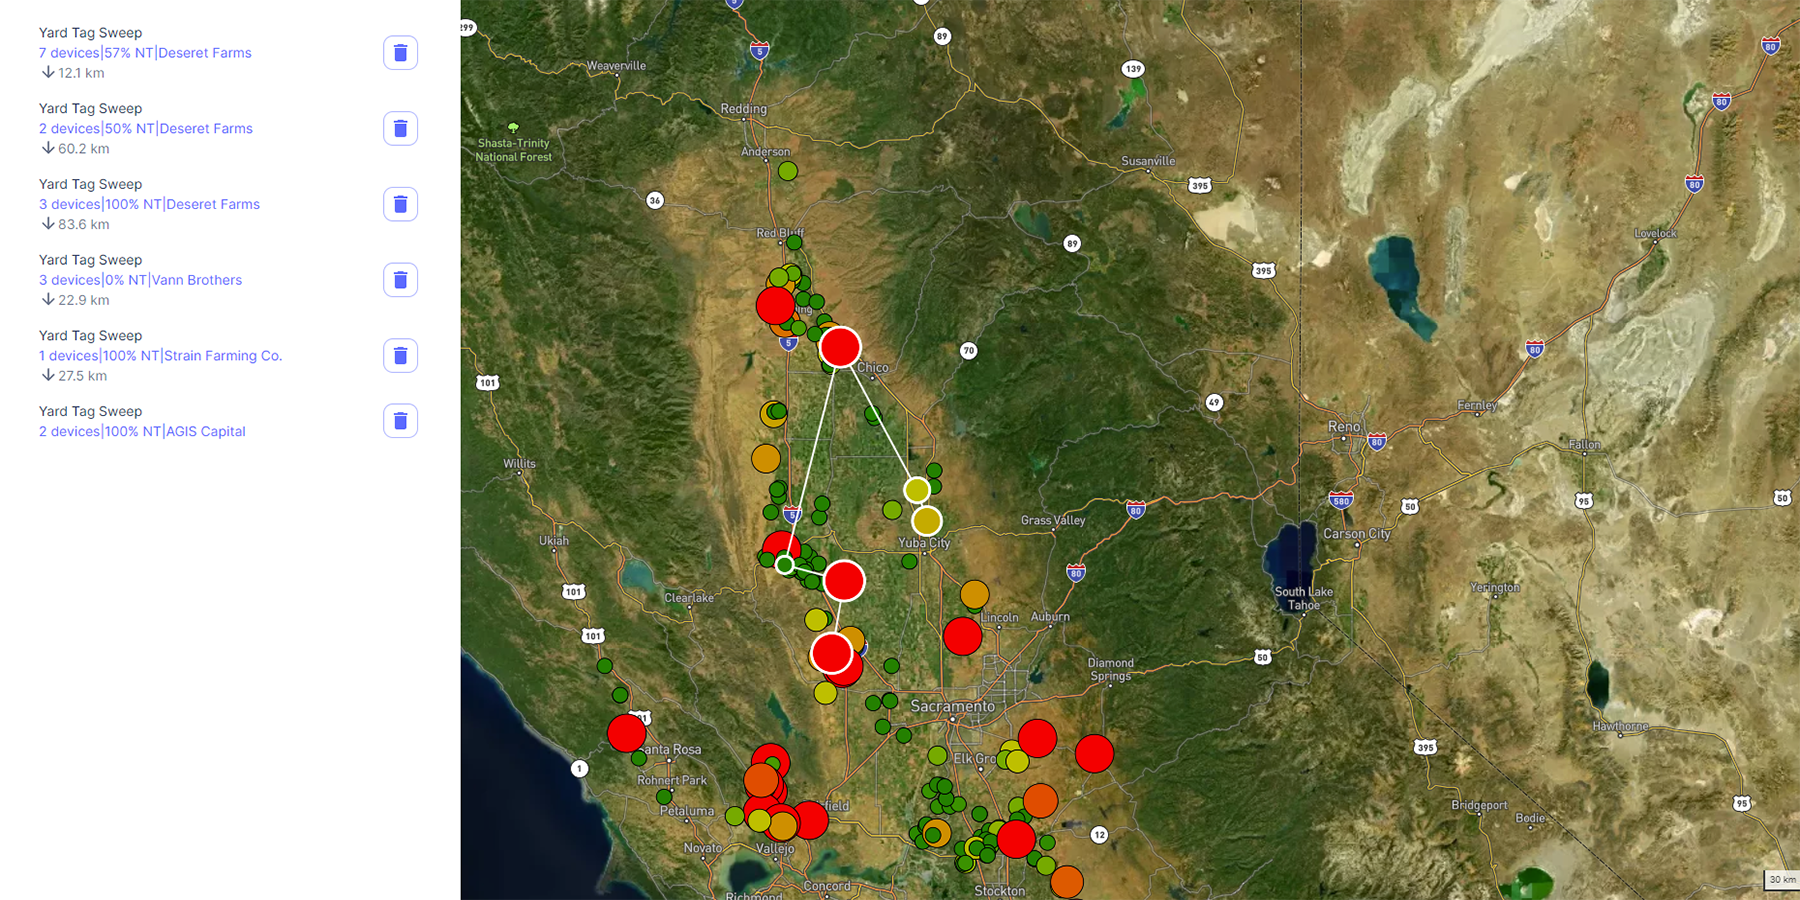 Yard Tag Sweep
7 devices|57% NT|Deseret Farms
12.1 km
Yard Tag Sweep
2 devices|50% NT|Deseret Farms
60.2 km
Yard Tag Sweep
3 devices|100% NT|Deseret Farms
83.6 km
Yard Tag Sweep
3 devices|0% NT|Vann Brothers
22.9 km
Yard Tag Sweep
1 devices|100% NT|Strain Farming Co.
27.5 km
Yard Tag Sweep
2 devices|100% NT|AGIS Capital
5
299
89
80
5
Weaverville
139
80
Redding
Shasta-Trinity
National Forest
Anderson
Susanville
395
80
36
Red Bluff
89
Lovelock
395
ning
5
70
80
Chico
101
49
Fernley
Reno
80
Fallon
Willits
580
95
50
50
5
80
Grass Valley
Carson City
Ukiah
Yuba City
80
101
Clearlake
South Lake
Tahoe
Yerington
Lincoln
Auburn
101
50
Diamond
Springs
Sacramento
01
Hawthorne
anta Rosa
395
1
Elk Gro
Rohnert Park
Petaluma
field
Bridgeport
95
Bodie
12
Novato
Vallejo
Concord
Stockton
Richmond
30 km